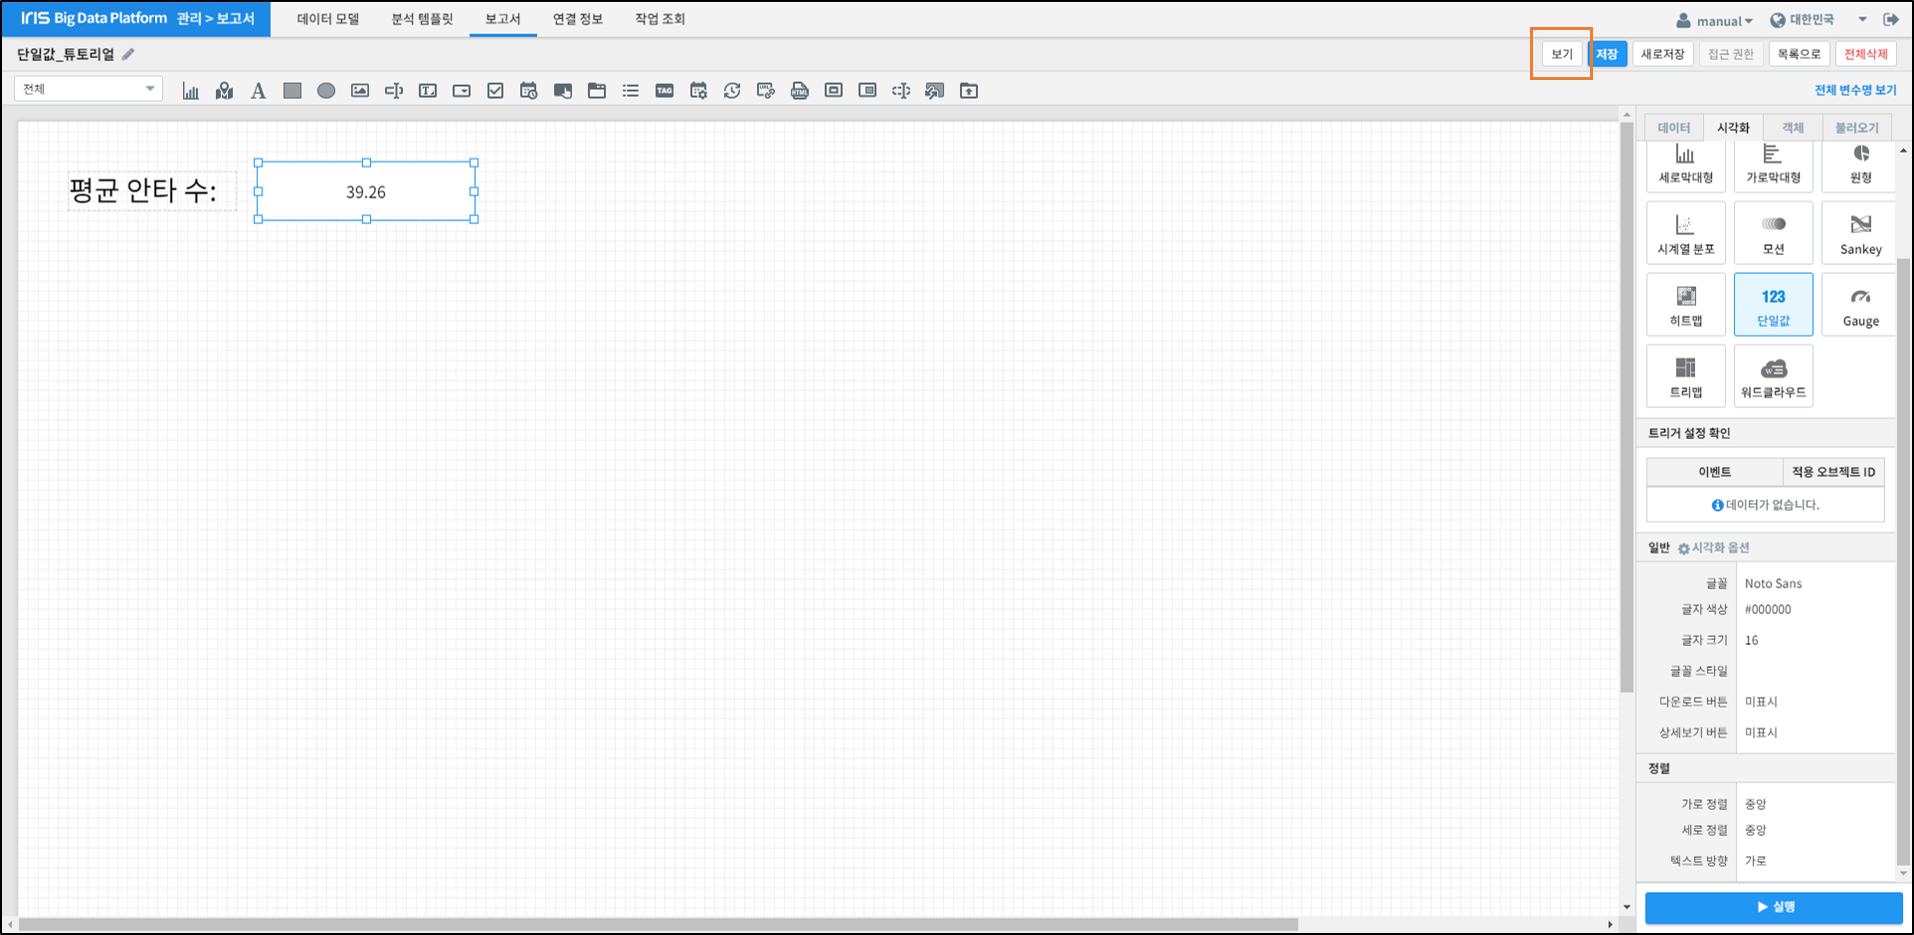 IRIS Big Data Platform 관리 > 보고서 데이터 모델 분석 템플릿 보고서 연결 정보 작업 조회 manual 대한민국
단일값_튜토리얼 보기 저장 새로저장 접근 권한 목록으로 전체삭제
전체 A T TAG HTML 전체 변수명 보기
데이터 시각화 객체 불러오기
평균 안타 수: 39.26
세로막대형 가로막대형 원형
시계열 분포 모션 Sankey
123
히트맵 단일값 Gauge
W
트리맵 워드클라우드
트리거 설정 확인
이벤트 적용 오브젝트 ID
데이터가 없습니다.
일반 시각화 옵션
글꼴 Noto Sans
글자 색상 #000000
글자 크기 16
글꼴 스타일
다운로드 버튼 미표시
상세보기 버튼 미표시
정렬
가로 정렬 중앙
세로 정렬 중앙
텍스트 방향 가로
실행